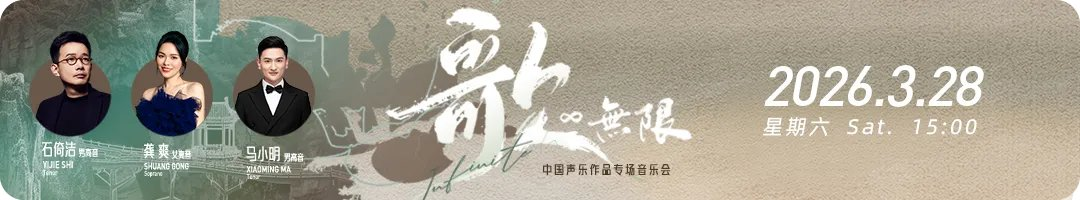 石倚洁 男高音
YIJIE SHI
Tenor
龚爽 女高音
SHUANG GONG
Soprano
马小明 男高音
XIAOMING MA
Tenor
歌∞無限
Infinite
中国声乐作品专场音乐会
2026.3.28
星期六 Sat. 15:00